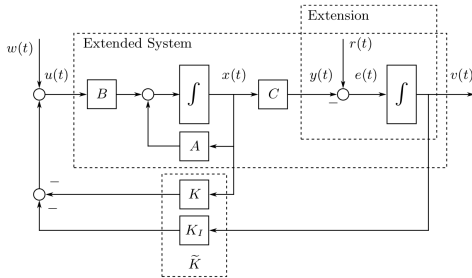 Extension
Extended System
r(t)
w(t)
u(t)
x(t)
y(t)
e(t)
v(t)
B
∫
C
∫
−
A
−
K
−
K_I
K̃